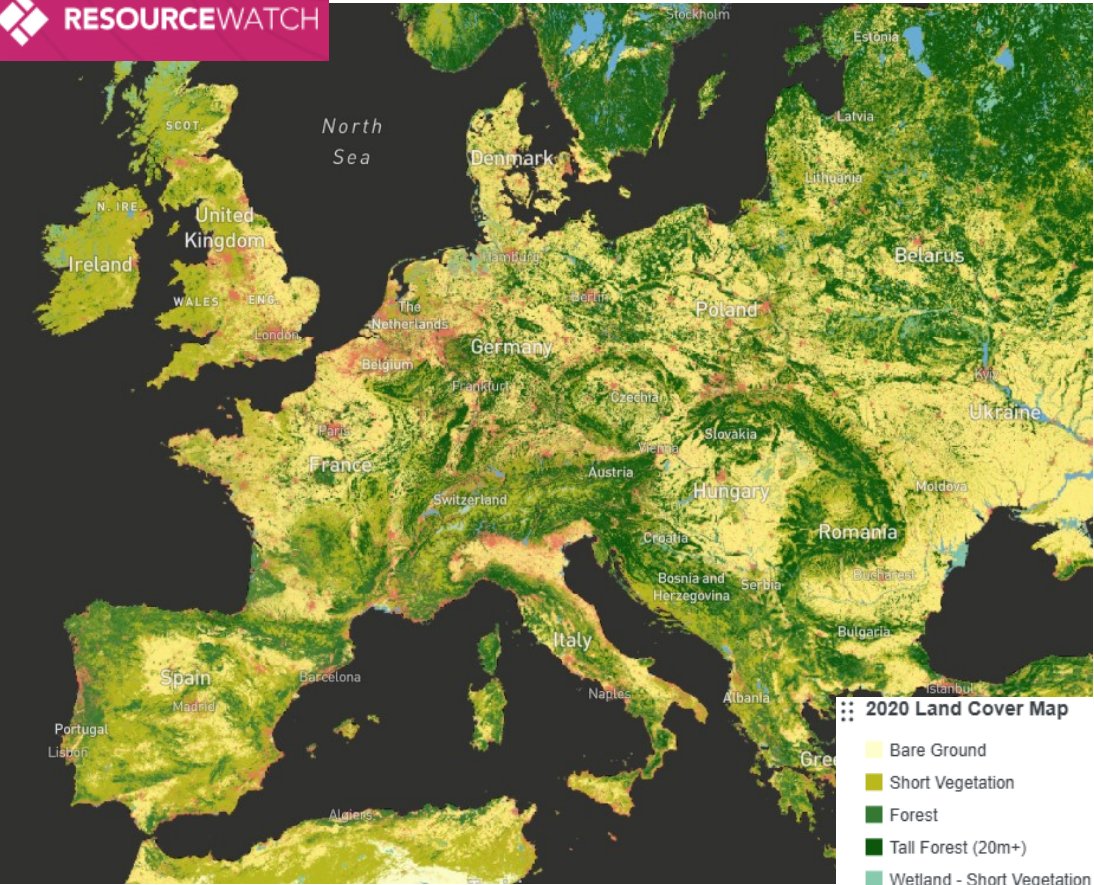 RESOURCEWATCH
Stockholm
Estonia
SCOT.
North
Sea
Latvia
Denmark
Lithuania
N. IRE.
United
Kingdom
Ireland
Hamburg
Belarus
WALES
ENG.
The
Netherlands
Berlin
Poland
London
Germany
Belgium
Frankfurt
Kyiv
Czechia
Ukraine
Paris
Slovakia
France
Vienna
Austria
Switzerland
Hungary
Moldova
Croatia
Romania
Bosnia and
Herzegovina
Serbia
Bucharest
Bulgaria
Italy
Spain
Barcelona
Madrid
Naples
Albania
Istanbul
Portugal
Lisbon
Gre
Algiers
2020 Land Cover Map
Bare Ground
Short Vegetation
Forest
Tall Forest (20m+)
Wetland - Short Vegetation